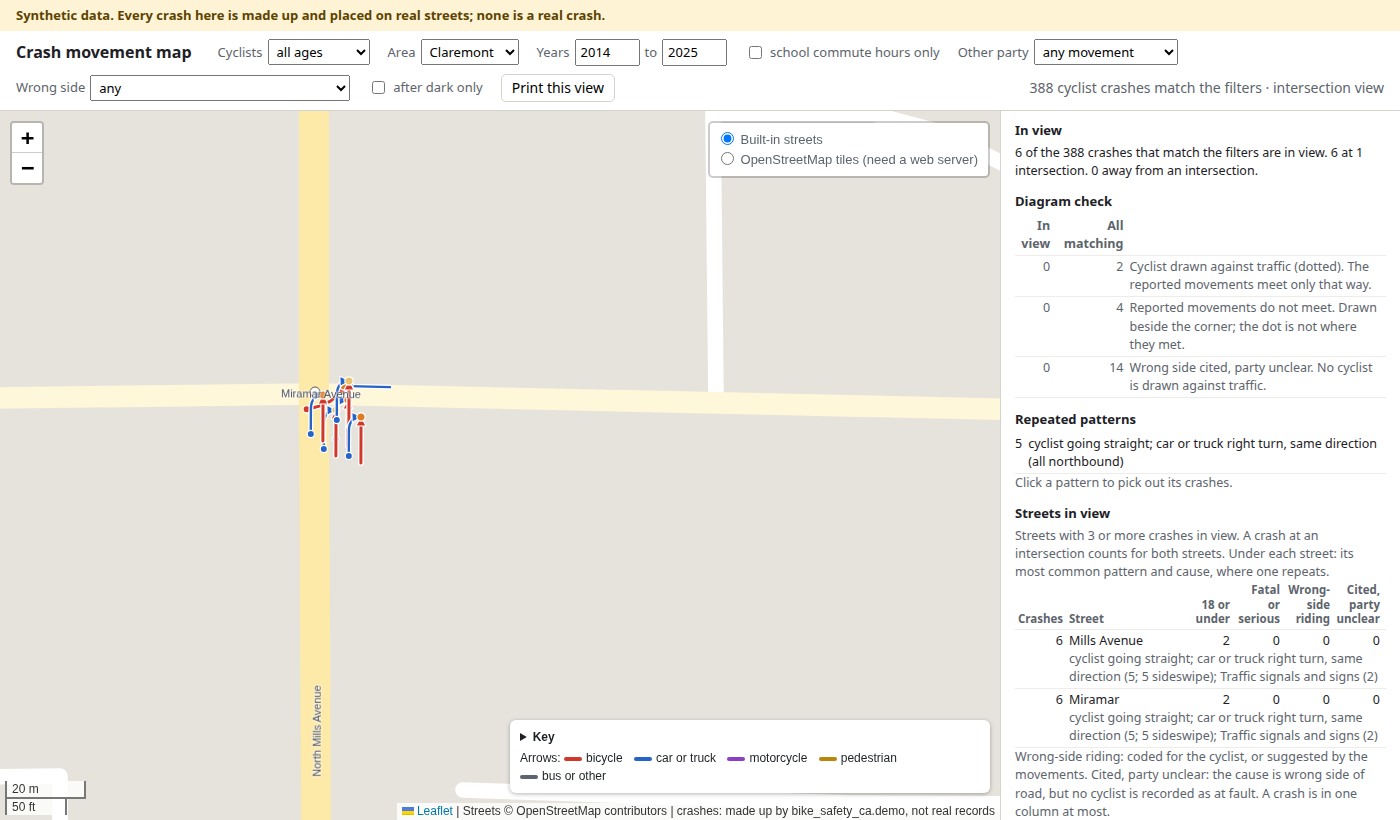 Synthetic data. Every crash here is made up and placed on real streets; none is a real crash.
Crash movement map
Cyclists all ages
Area Claremont
Years 2014 to 2025
school commute hours only
Other party any movement
Wrong side any
after dark only
Print this view
388 cyclist crashes match the filters · intersection view
+
−
Built-in streets
OpenStreetMap tiles (need a web server)
Miramar Avenue
North Mills Avenue
Key
Arrows: bicycle car or truck motorcycle pedestrian
bus or other
20 m
50 ft
Leaflet | Streets © OpenStreetMap contributors | crashes: made up by bike_safety_ca.demo, not real records
In view
6 of the 388 crashes that match the filters are in view. 6 at 1
intersection. 0 away from an intersection.
Diagram check
In All
view matching
0 2 Cyclist drawn against traffic (dotted). The
reported movements meet only that way.
0 4 Reported movements do not meet. Drawn
beside the corner; the dot is not where
they met.
0 14 Wrong side cited, party unclear. No cyclist
is drawn against traffic.
Repeated patterns
5 cyclist going straight; car or truck right turn, same direction
(all northbound)
Click a pattern to pick out its crashes.
Streets in view
Streets with 3 or more crashes in view. A crash at an
intersection counts for both streets. Under each street: its
most common pattern and cause, where one repeats.
Fatal Wrong- Cited,
18 or or side party
Crashes Street under serious riding unclear
6 Mills Avenue 2 0 0 0
cyclist going straight; car or truck right turn, same
direction (5; 5 sideswipe); Traffic signals and signs (2)
6 Miramar 2 0 0 0
cyclist going straight; car or truck right turn, same
direction (5; 5 sideswipe); Traffic signals and signs (2)
Wrong-side riding: coded for the cyclist, or suggested by the
movements. Cited, party unclear: the cause is wrong side of
road, but no cyclist is recorded as at fault. A crash is in one
column at most.